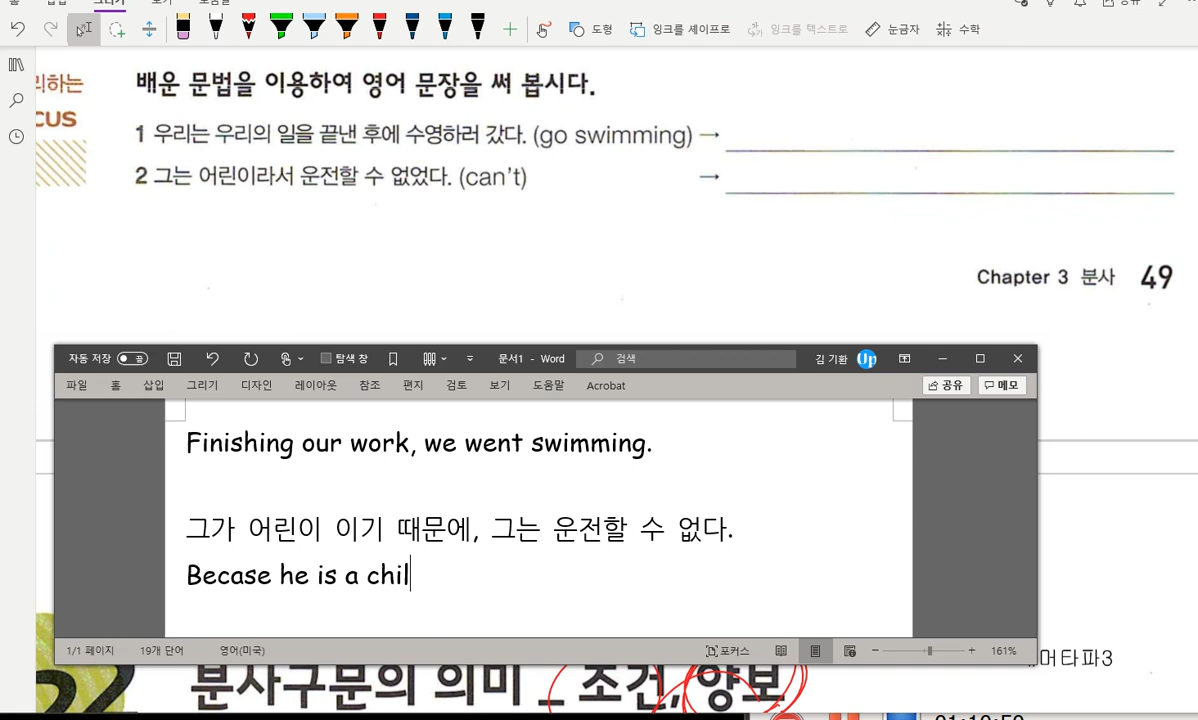 도형
잉크를 셰이프로
잉크를 텍스트로
눈금자
수학
리하는
CUS
배운 문법을 이용하여 영어 문장을 써 봅시다.
1 우리는 우리의 일을 끝낸 후에 수영하러 갔다. (go swimming) →
2 그는 어린이라서 운전할 수 없었다. (can't) →
Chapter 3 분사 49
자동 저장 끔 탐색 창 문서1 - Word 검색 김 기환 Up
파일 홈 삽입 그리기 디자인 레이아웃 참조 편지 검토 보기 도움말 Acrobat 공유 메모
Finishing our work, we went swimming.
그가 어린이 이기 때문에, 그는 운전할 수 없다.
Becase he is a chil
1/1 페이지 19개 단어 영어(미국) 포커스 161%
머타파3
분사구문의 의미 _ 조건, 양보